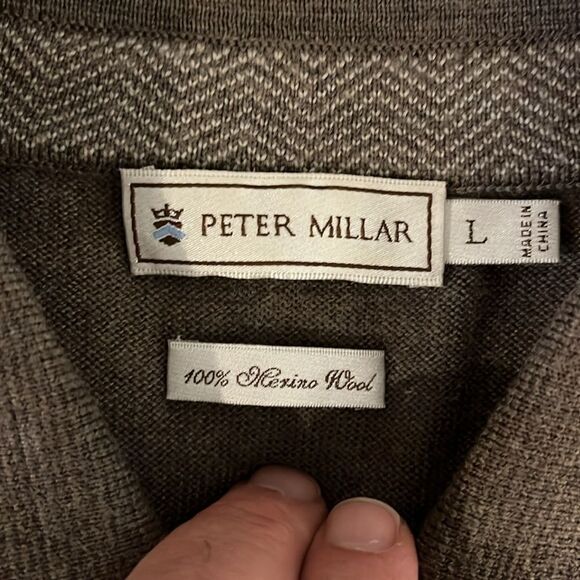 PETER MILLAR
L
MADE IN
CHINA
100% Merino Wool